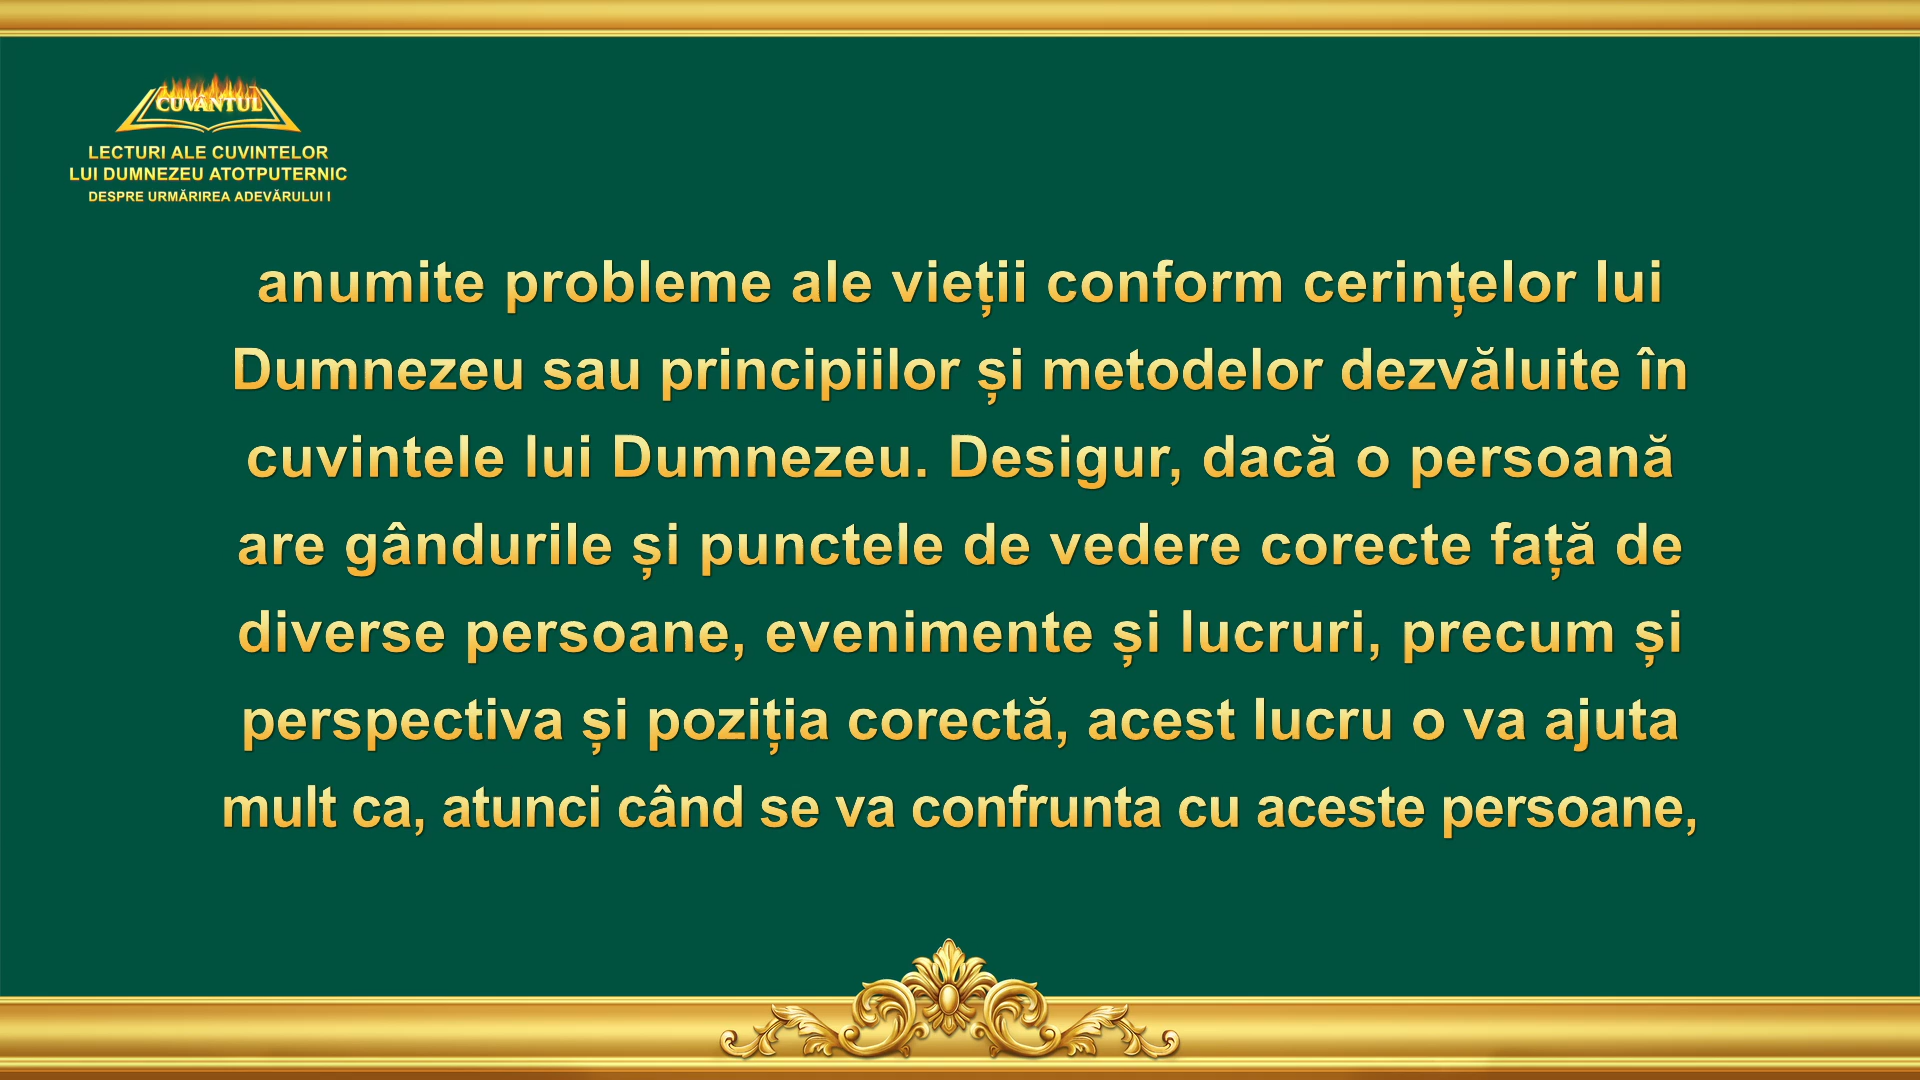 CUVÂNTUL
LECTURI ALE CUVINTELOR
LUI DUMNEZEU ATOTPUTERNIC
DESPRE URMĂRIREA ADEVĂRULUI I
anumite probleme ale vieții conform cerințelor lui
Dumnezeu sau principiilor și metodelor dezvăluite în
cuvintele lui Dumnezeu. Desigur, dacă o persoană
are gândurile și punctele de vedere corecte față de
diverse persoane, evenimente și lucruri, precum și
perspectiva și poziția corectă, acest lucru o va ajuta
mult ca, atunci când se va confrunta cu aceste persoane,